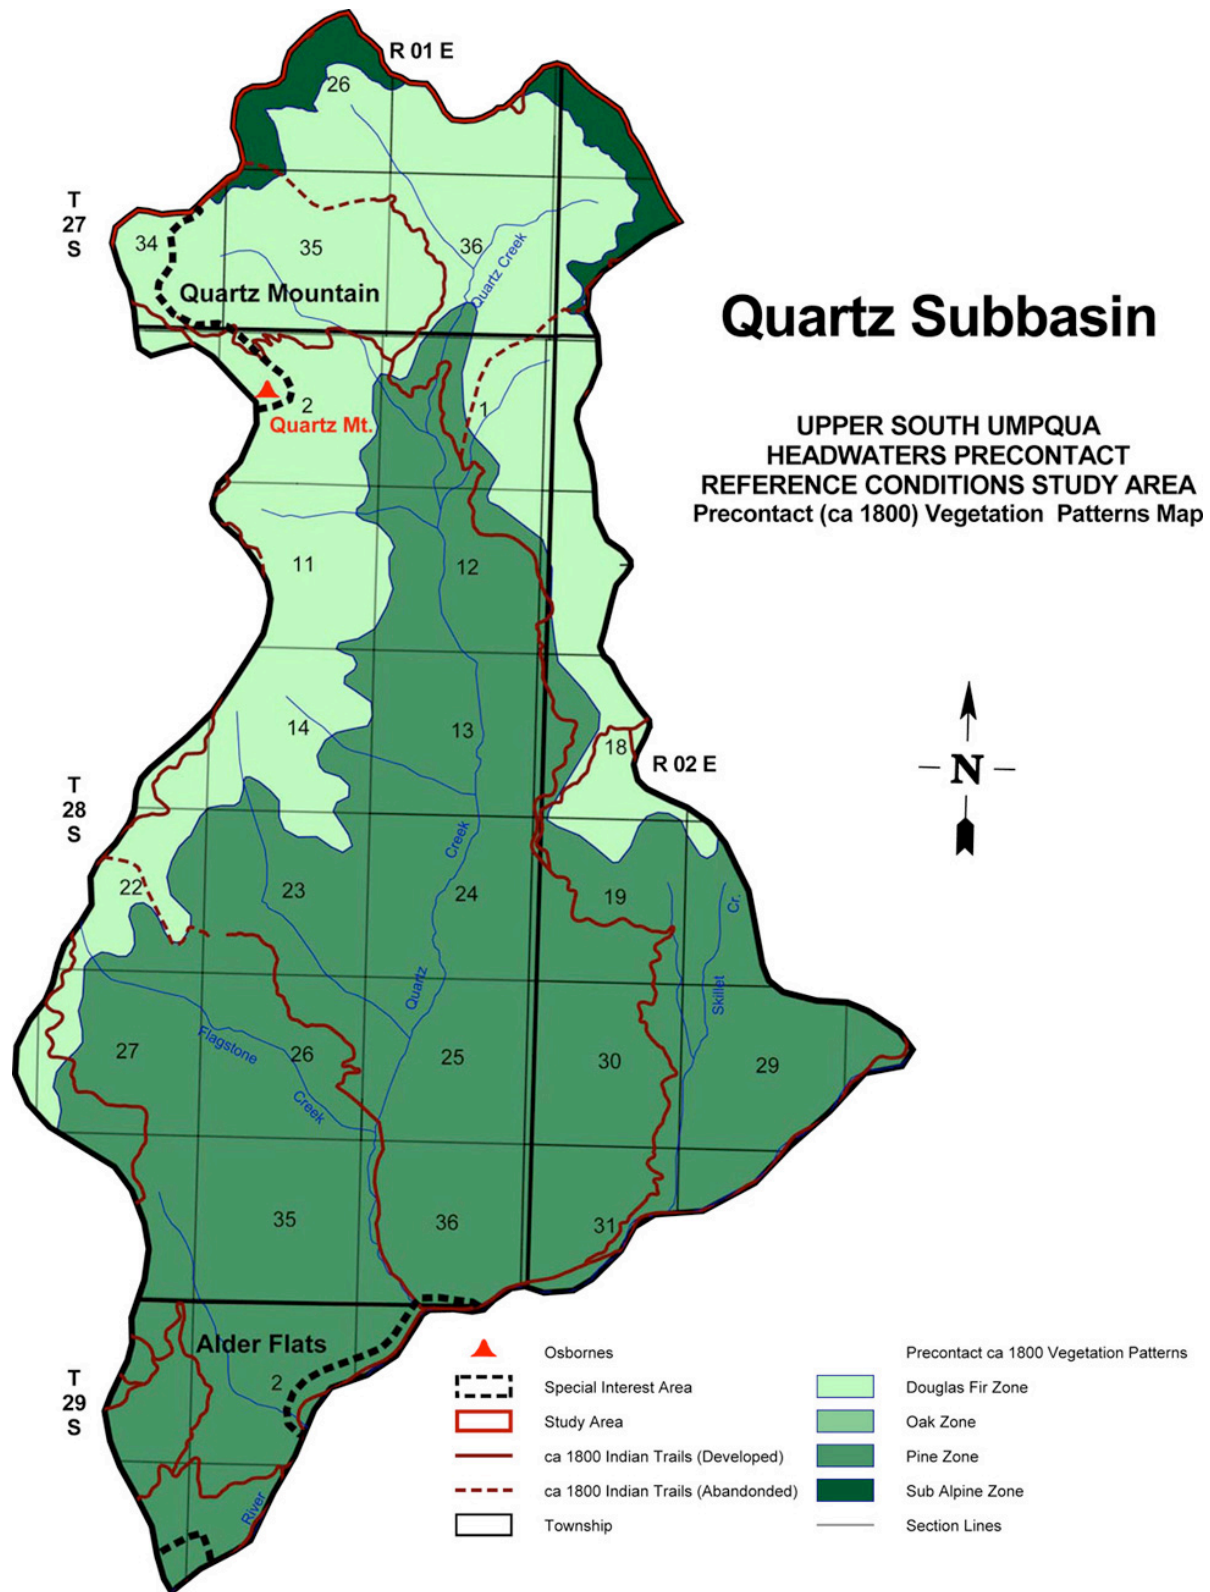 R 01 E
26
T
27
S
34
35
36
Quartz Creek
Quartz Mountain
Quartz Subbasin
2
1
Quartz Mt.
UPPER SOUTH UMPQUA
HEADWATERS PRECONTACT
REFERENCE CONDITIONS STUDY AREA
Precontact (ca 1800) Vegetation Patterns Map
11
12
N
14
13
18
R 02 E
T
28
S
Creek
22
23
24
19
Cr.
Quartz
Skillet
27
Flagstone
26
25
30
29
Creek
35
36
31
Alder Flats
2
T
29
S
River
Osbornes
Special Interest Area
Study Area
ca 1800 Indian Trails (Developed)
ca 1800 Indian Trails (Abandonded)
Township
Precontact ca 1800 Vegetation Patterns
Douglas Fir Zone
Oak Zone
Pine Zone
Sub Alpine Zone
Section Lines